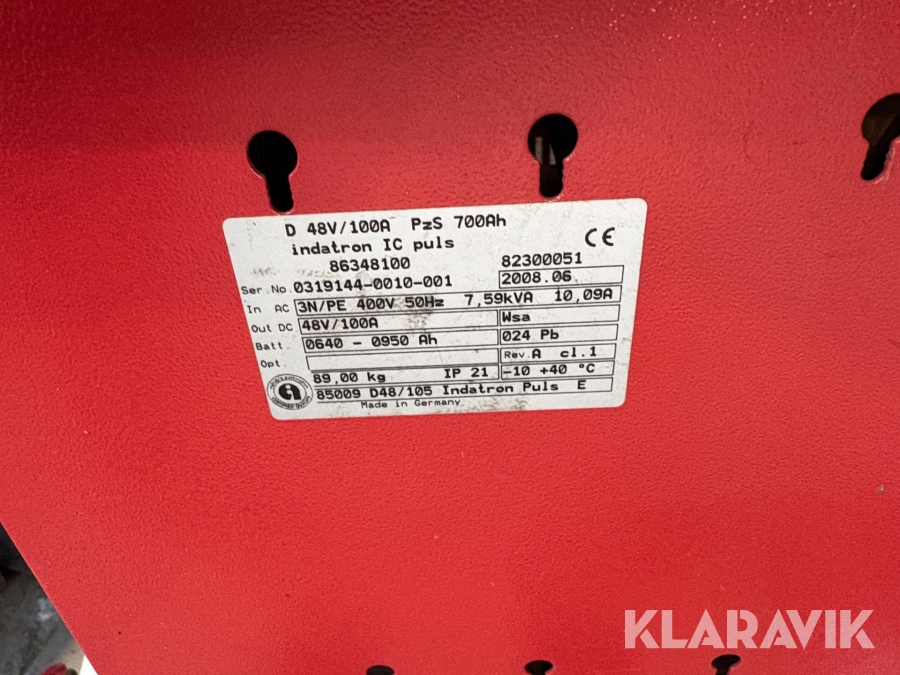 D 48V/100A PzS 700Ah
indatron IC puls CE
86348100 82300051
Ser.No. 0319144-0010-001 2008.06
In AC 3N/PE 400V 50Hz 7,59kVA 10,09A
Out DC 48V/100A Wsa
Batt. 0640 - 0950 Ah 024 Pb
Opt. Rev.A cl.1
89,00 kg IP 21 -10 +40 °C
85009 D48/105 Indatron Puls E
Made in Germany
KLARAVIK